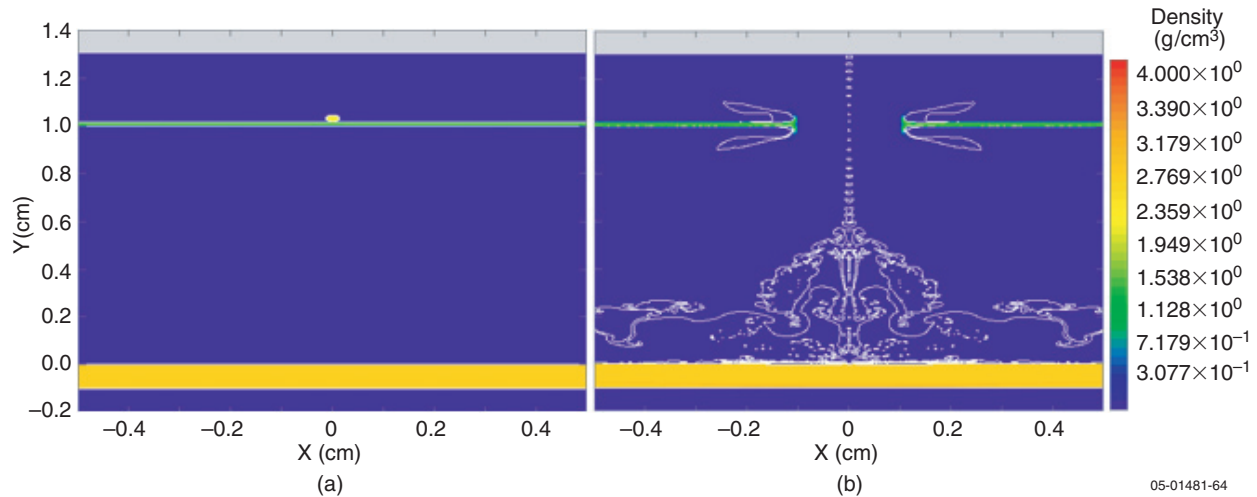 Density
(g/cm³)
4.000×10⁰
3.390×10⁰
3.179×10⁰
2.769×10⁰
2.359×10⁰
1.949×10⁰
1.538×10⁰
1.128×10⁰
7.179×10⁻¹
3.077×10⁻¹
Y(cm)
1.4
1.2
1.0
0.8
0.6
0.4
0.2
0.0
−0.2
−0.4 −0.2 0 0.2 0.4
X (cm)
(a)
−0.4 −0.2 0 0.2 0.4
X (cm)
(b)
05-01481-64